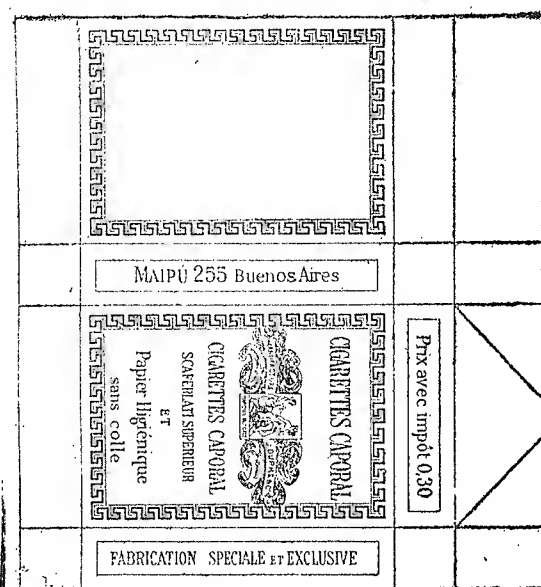 MAIPÚ 255 Buenos Aires
CIGARETTES CAPORAL
CIGARETTES CAPORAL
SCAFERLATI SUPERIEUR
ET
Papier Higiénique
sans colle
Prix avec impôt 0,30
FABRICATION SPECIALE ET EXCLUSIVE